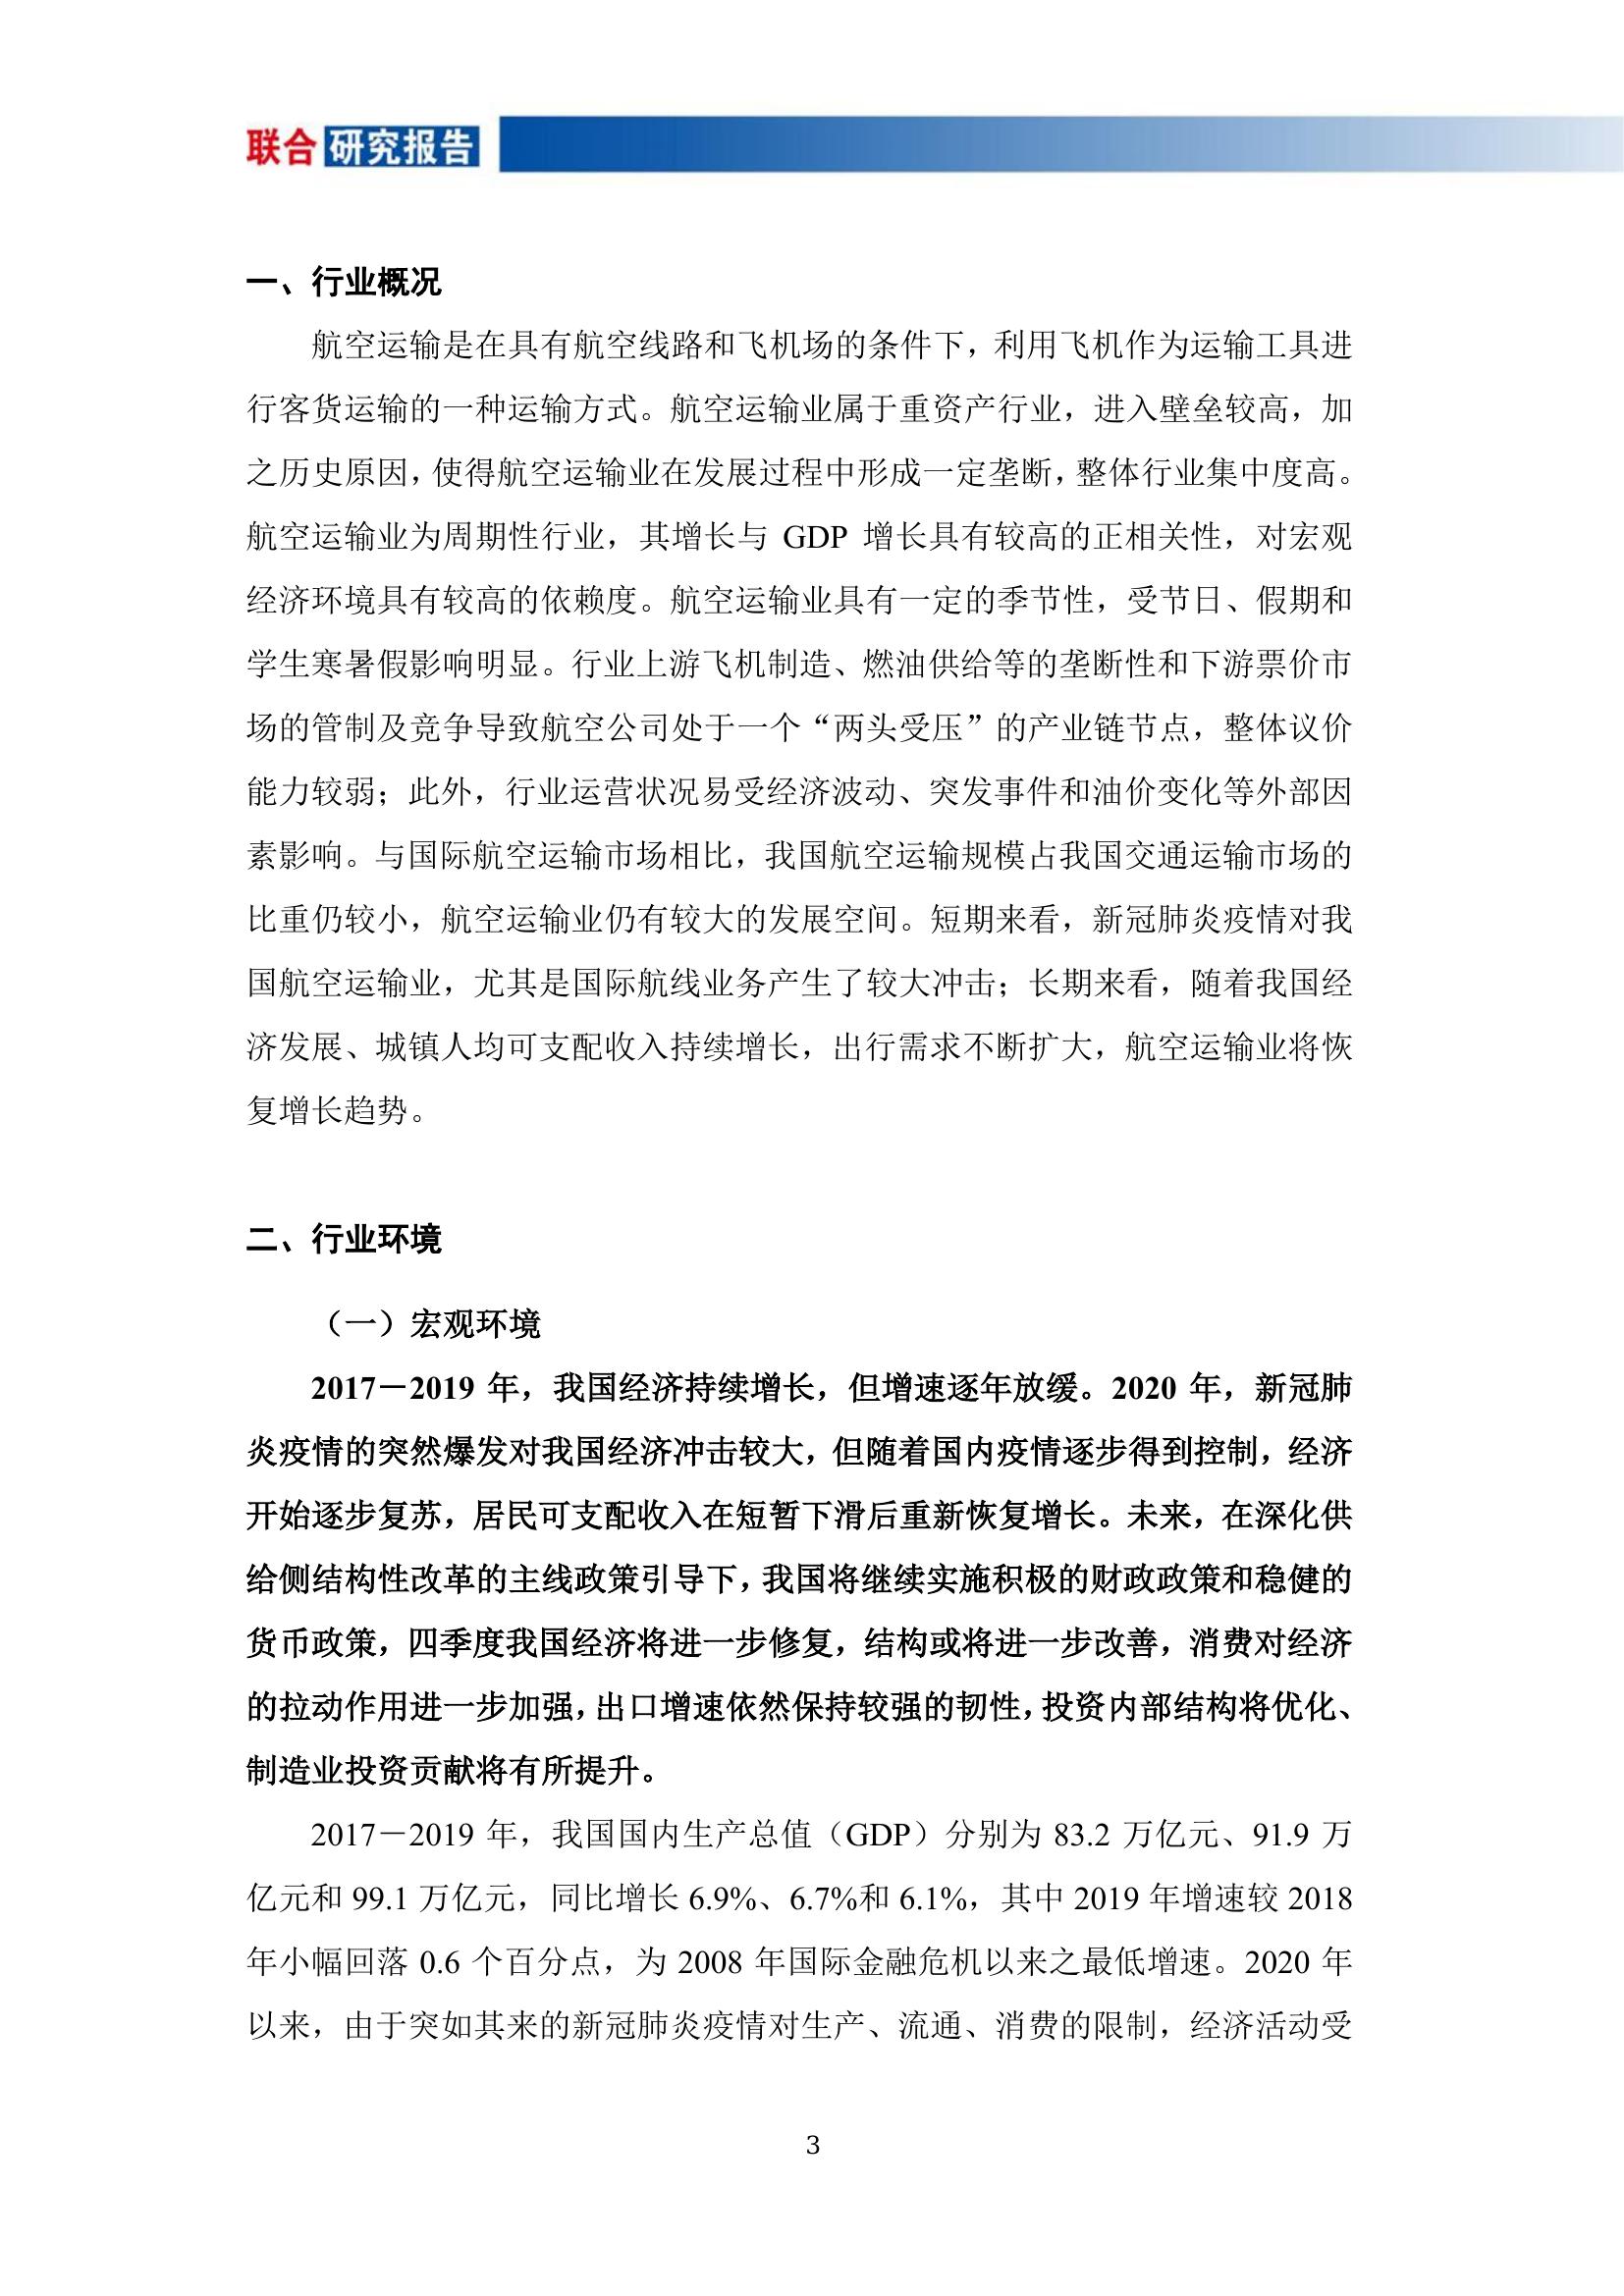 联合研究报告
一、行业概况
航空运输是在具有航空线路和飞机场的条件下，利用飞机作为运输工具进
行客货运输的一种运输方式。航空运输业属于重资产行业，进入壁垒较高，加
之历史原因，使得航空运输业在发展过程中形成一定垄断，整体行业集中度高。
航空运输业为周期性行业，其增长与 GDP 增长具有较高的正相关性，对宏观
经济环境具有较高的依赖度。航空运输业具有一定的季节性，受节日、假期和
学生寒暑假影响明显。行业上游飞机制造、燃油供给等的垄断性和下游票价市
场的管制及竞争导致航空公司处于一个“两头受压”的产业链节点，整体议价
能力较弱；此外，行业运营状况易受经济波动、突发事件和油价变化等外部因
素影响。与国际航空运输市场相比，我国航空运输规模占我国交通运输市场的
比重仍较小，航空运输业仍有较大的发展空间。短期来看，新冠肺炎疫情对我
国航空运输业，尤其是国际航线业务产生了较大冲击；长期来看，随着我国经
济发展、城镇人均可支配收入持续增长，出行需求不断扩大，航空运输业将恢
复增长趋势。
二、行业环境
（一）宏观环境
2017－2019 年，我国经济持续增长，但增速逐年放缓。2020 年，新冠肺
炎疫情的突然爆发对我国经济冲击较大，但随着国内疫情逐步得到控制，经济
开始逐步复苏，居民可支配收入在短暂下滑后重新恢复增长。未来，在深化供
给侧结构性改革的主线政策引导下，我国将继续实施积极的财政政策和稳健的
货币政策，四季度我国经济将进一步修复，结构或将进一步改善，消费对经济
的拉动作用进一步加强，出口增速依然保持较强的韧性，投资内部结构将优化、
制造业投资贡献将有所提升。
2017－2019 年，我国国内生产总值（GDP）分别为 83.2 万亿元、91.9 万
亿元和 99.1 万亿元，同比增长 6.9%、6.7%和 6.1%，其中 2019 年增速较 2018
年小幅回落 0.6 个百分点，为 2008 年国际金融危机以来之最低增速。2020 年
以来，由于突如其来的新冠肺炎疫情对生产、流通、消费的限制，经济活动受
3